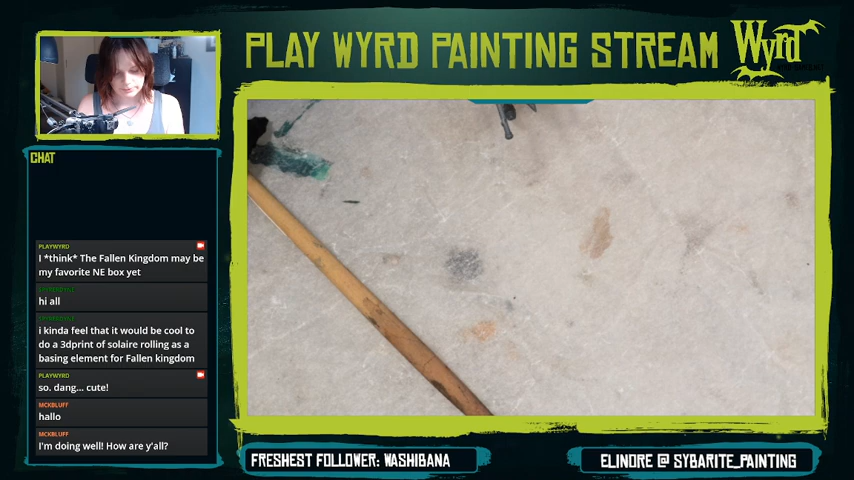 PLAY WYRD PAINTING STREAM
Wyrd
CHAT
PLAYWYRD
I *think* The Fallen Kingdom may be
my favorite NE box yet
hi all
i kinda feel that it would be cool to
do a 3dprint of solaire rolling as a
basing element for Fallen kingdom
PLAYWYRD
so. dang... cute!
MCKBLUFF
hallo
MCKBLUFF
I'm doing well! How are y'all?
FRESHEST FOLLOWER: WASHIBANA
ELINORE @ SYBARITE_PAINTING